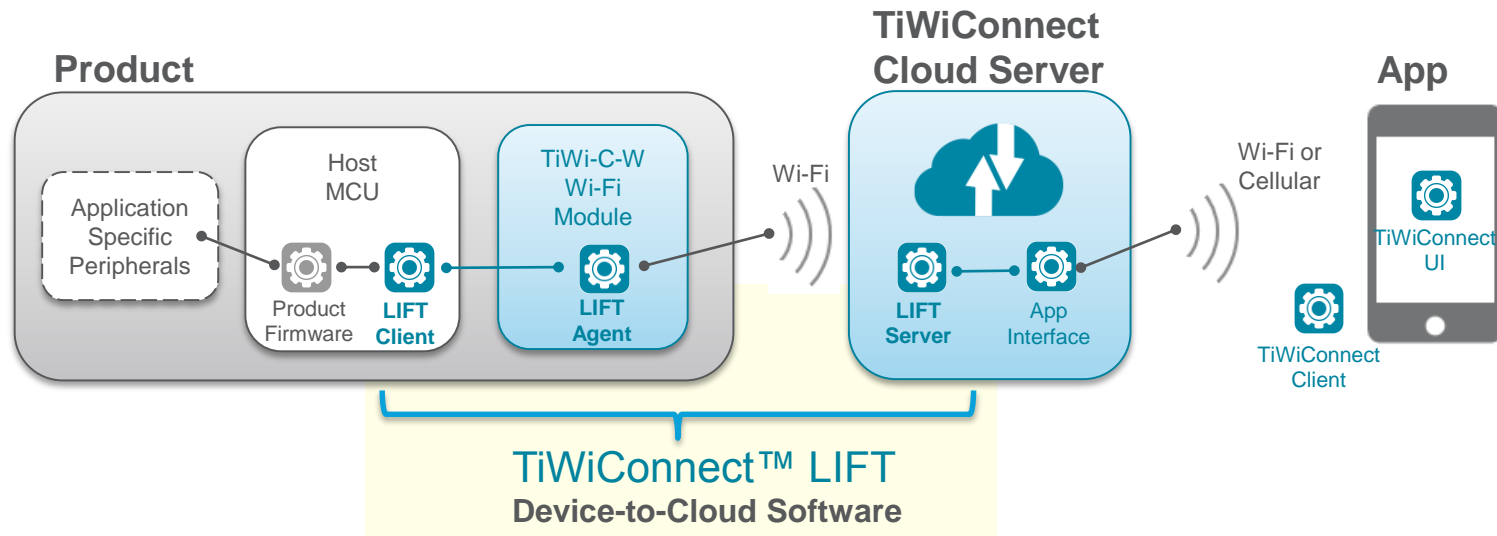 Product
TiWiConnect
Cloud Server
App
Host
MCU
TiWi-C-W
Wi-Fi
Module
Wi-Fi
Wi-Fi or
Cellular
Application
Specific
Peripherals
Product
Firmware
LIFT
Client
LIFT
Agent
LIFT
Server
App
Interface
TiWiConnect
UI
TiWiConnect
Client
TiWiConnect™ LIFT
Device-to-Cloud Software